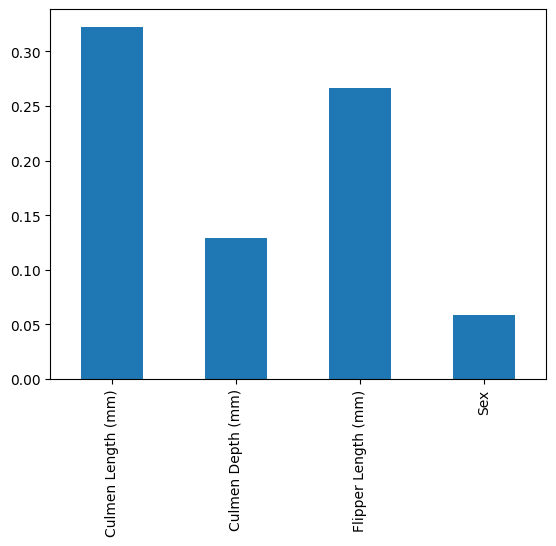 0.30
0.25
0.20
0.15
0.10
0.05
0.00
Culmen Length (mm)
Culmen Depth (mm)
Flipper Length (mm)
Sex